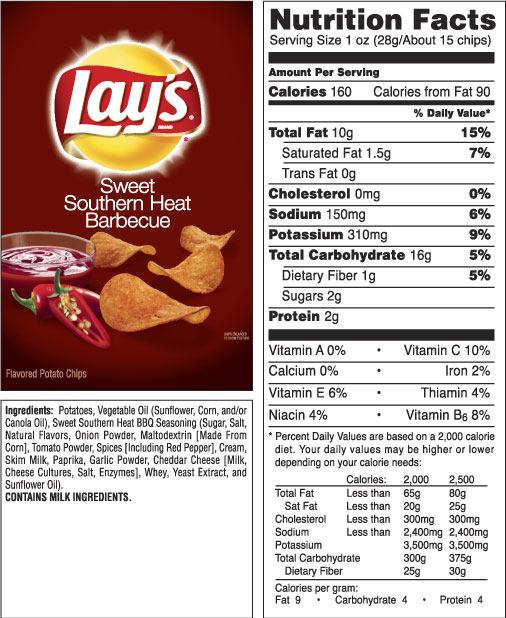 Lay's
BRAND
®
Sweet
Southern Heat
Barbecue
Flavored Potato Chips
Ingredients: Potatoes, Vegetable Oil (Sunflower, Corn, and/or
Canola Oil), Sweet Southern Heat BBQ Seasoning (Sugar, Salt,
Natural Flavors, Onion Powder, Maltodextrin [Made From
Corn], Tomato Powder, Spices [Including Red Pepper], Cream,
Skim Milk, Paprika, Garlic Powder, Cheddar Cheese [Milk,
Cheese Cultures, Salt, Enzymes], Whey, Yeast Extract, and
Sunflower Oil).
CONTAINS MILK INGREDIENTS.
Nutrition Facts
Serving Size 1 oz (28g/About 15 chips)
Amount Per Serving
Calories 160 Calories from Fat 90
% Daily Value*
Total Fat 10g 15%
Saturated Fat 1.5g 7%
Trans Fat 0g
Cholesterol 0mg 0%
Sodium 150mg 6%
Potassium 310mg 9%
Total Carbohydrate 16g 5%
Dietary Fiber 1g 5%
Sugars 2g
Protein 2g
Vitamin A 0% • Vitamin C 10%
Calcium 0% • Iron 2%
Vitamin E 6% • Thiamin 4%
Niacin 4% • Vitamin B6 8%
* Percent Daily Values are based on a 2,000 calorie
diet. Your daily values may be higher or lower
depending on your calorie needs:
Calories: 2,000 2,500
Total Fat Less than 65g 80g
Sat Fat Less than 20g 25g
Cholesterol Less than 300mg 300mg
Sodium Less than 2,400mg 2,400mg
Potassium 3,500mg 3,500mg
Total Carbohydrate 300g 375g
Dietary Fiber 25g 30g
Calories per gram:
Fat 9 • Carbohydrate 4 • Protein 4